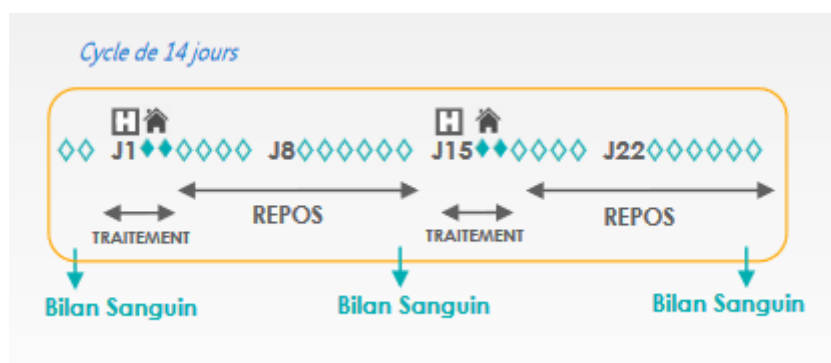 Cycle de 14 jours
H H
J1 J8 J15 J22
REPOS REPOS
TRAITEMENT TRAITEMENT
Bilan Sanguin Bilan Sanguin Bilan Sanguin